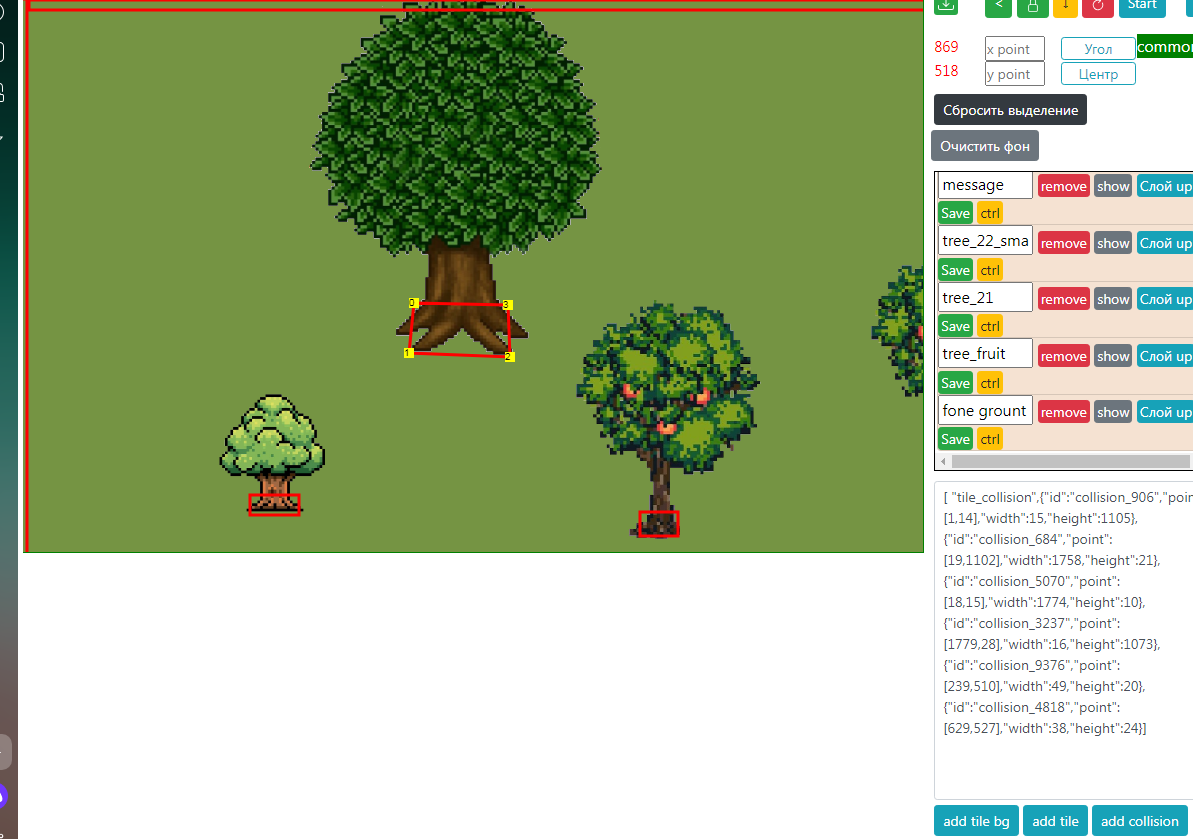 < ↓ Start
869 x point Угол common
518 y point Центр
Сбросить выделение
Очистить фон
message remove show Слой up
Save ctrl
tree_22_sma remove show Слой up
Save ctrl
tree_21 remove show Слой up
Save ctrl
tree_fruit remove show Слой up
Save ctrl
fone grount remove show Слой up
Save ctrl
0 3
1 2
[ "tile_collision",{"id":"collision_906","poin
[1,14],"width":15,"height":1105},
{"id":"collision_684","point":
[19,1102],"width":1758,"height":21},
{"id":"collision_5070","point":
[18,15],"width":1774,"height":10},
{"id":"collision_3237","point":
[1779,28],"width":16,"height":1073},
{"id":"collision_9376","point":
[239,510],"width":49,"height":20},
{"id":"collision_4818","point":
[629,527],"width":38,"height":24}]
add tile bg add tile add collision